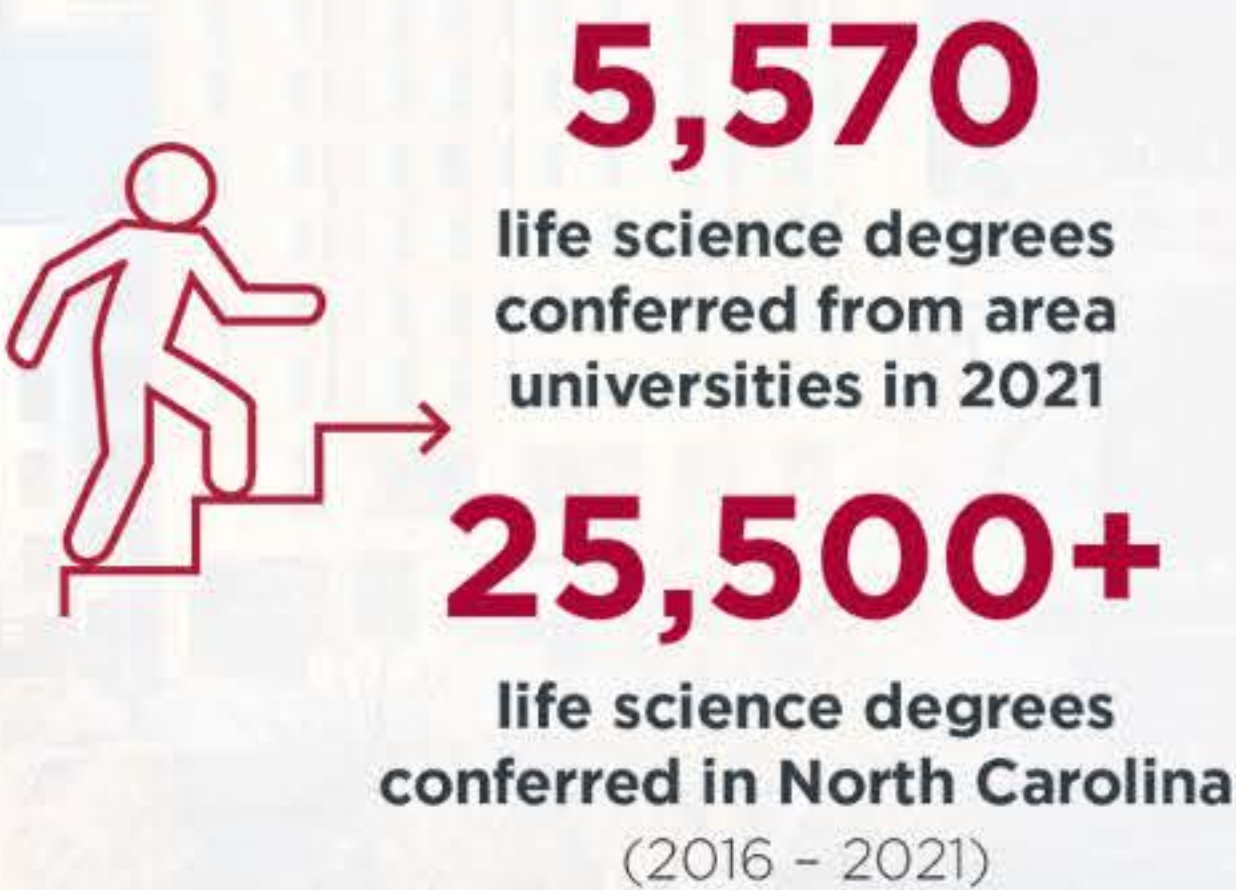 5,570
life science degrees
conferred from area
universities in 2021
25,500+
life science degrees
conferred in North Carolina
(2016 – 2021)